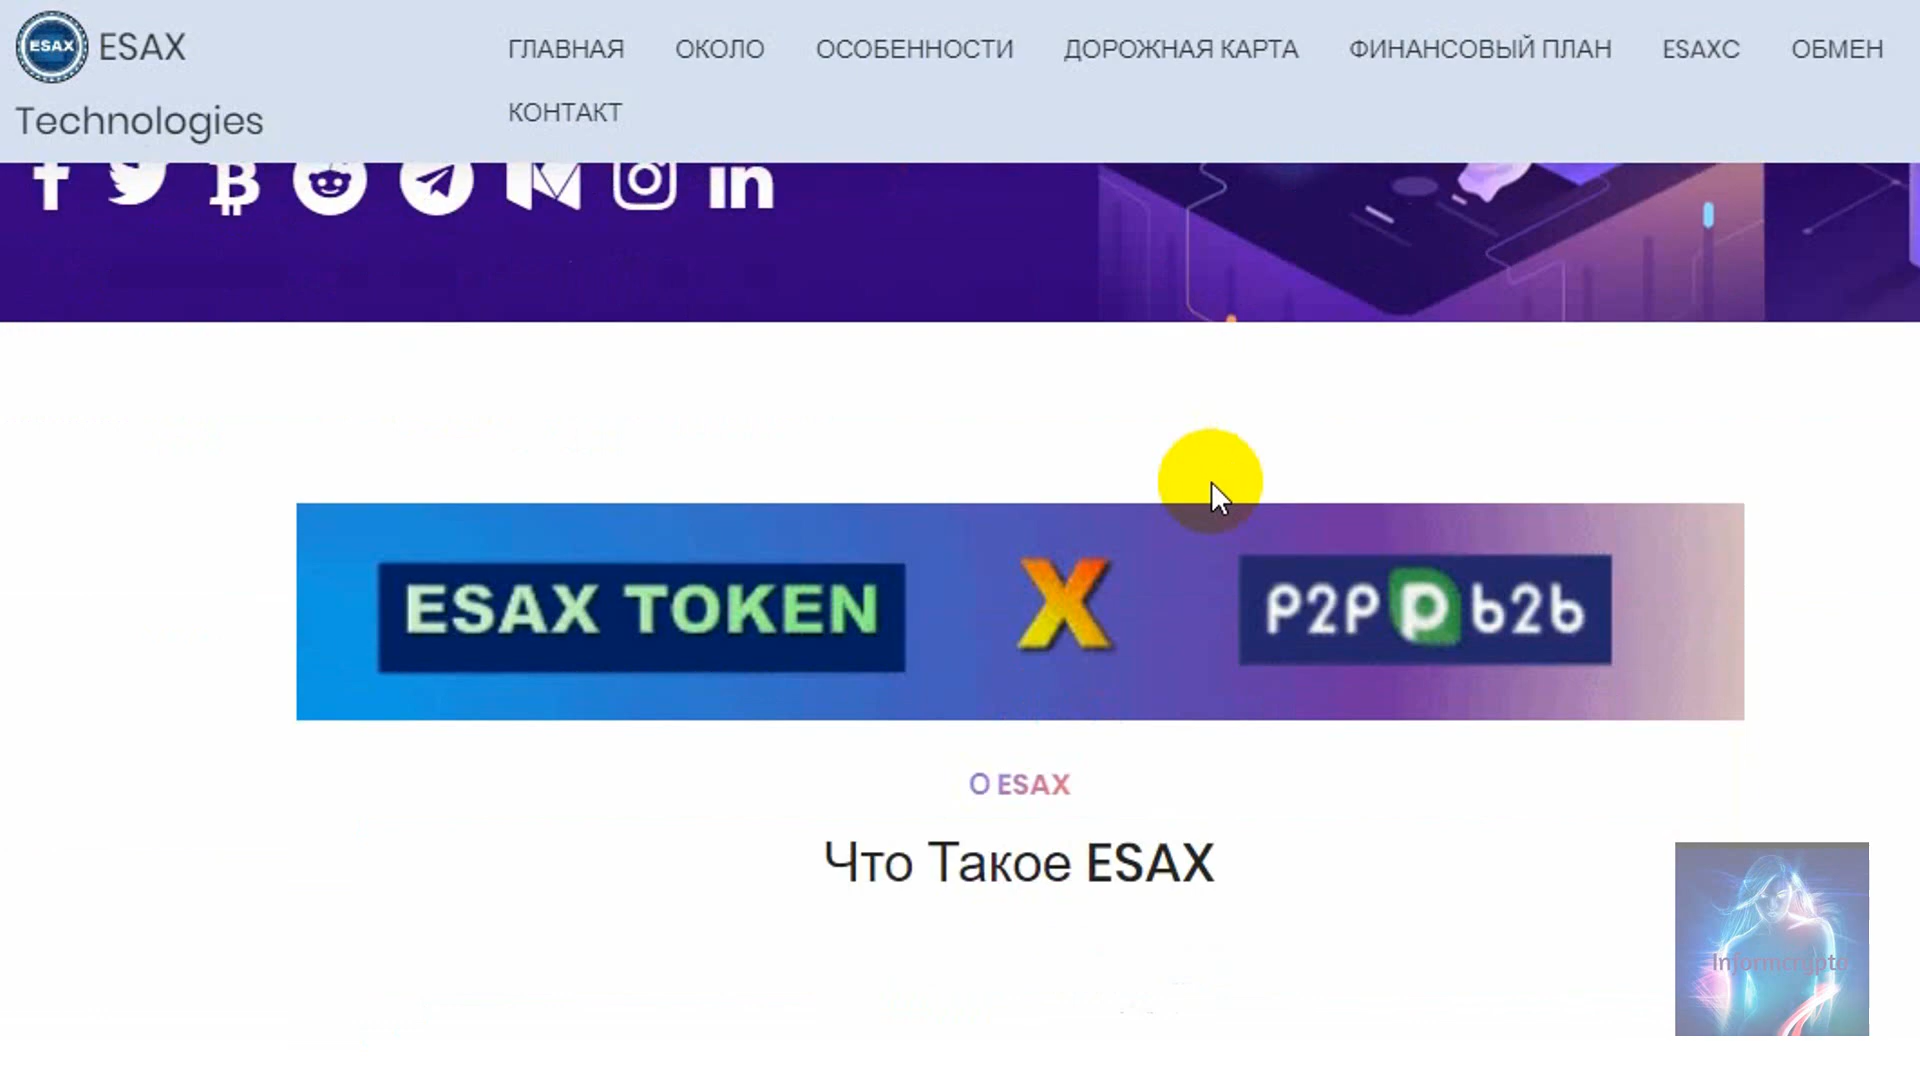 ESAX ESAX
Technologies
ГЛАВНАЯ ОКОЛО ОСОБЕННОСТИ ДОРОЖНАЯ КАРТА ФИНАНСОВЫЙ ПЛАН ESAXC ОБМЕН
КОНТАКТ
ESAX TOKEN X P2P b2b
О ESAX
Что Такое ESAX
Informcrypto